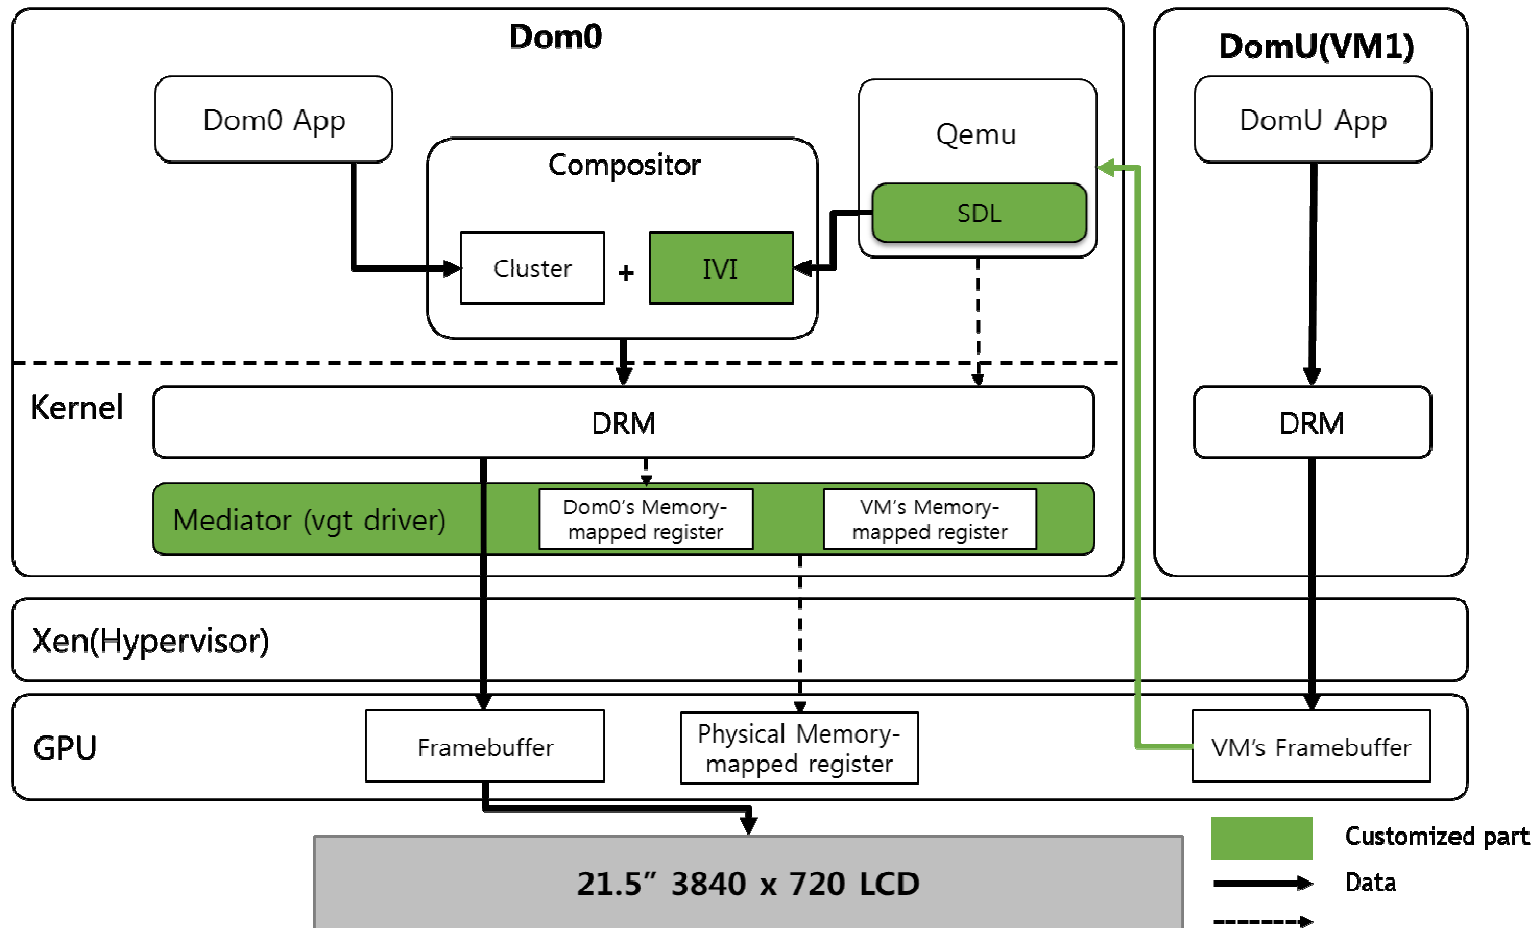 Dom0
DomU(VM1)
Dom0 App
Compositor
Qemu
SDL
DomU App
Cluster
+
IVI
Kernel
DRM
DRM
Mediator (vgt driver)
Dom0's Memory-
mapped register
VM's Memory-
mapped register
Xen(Hypervisor)
GPU
Framebuffer
Physical Memory-
mapped register
VM's Framebuffer
21.5" 3840 x 720 LCD
Customized part
Data